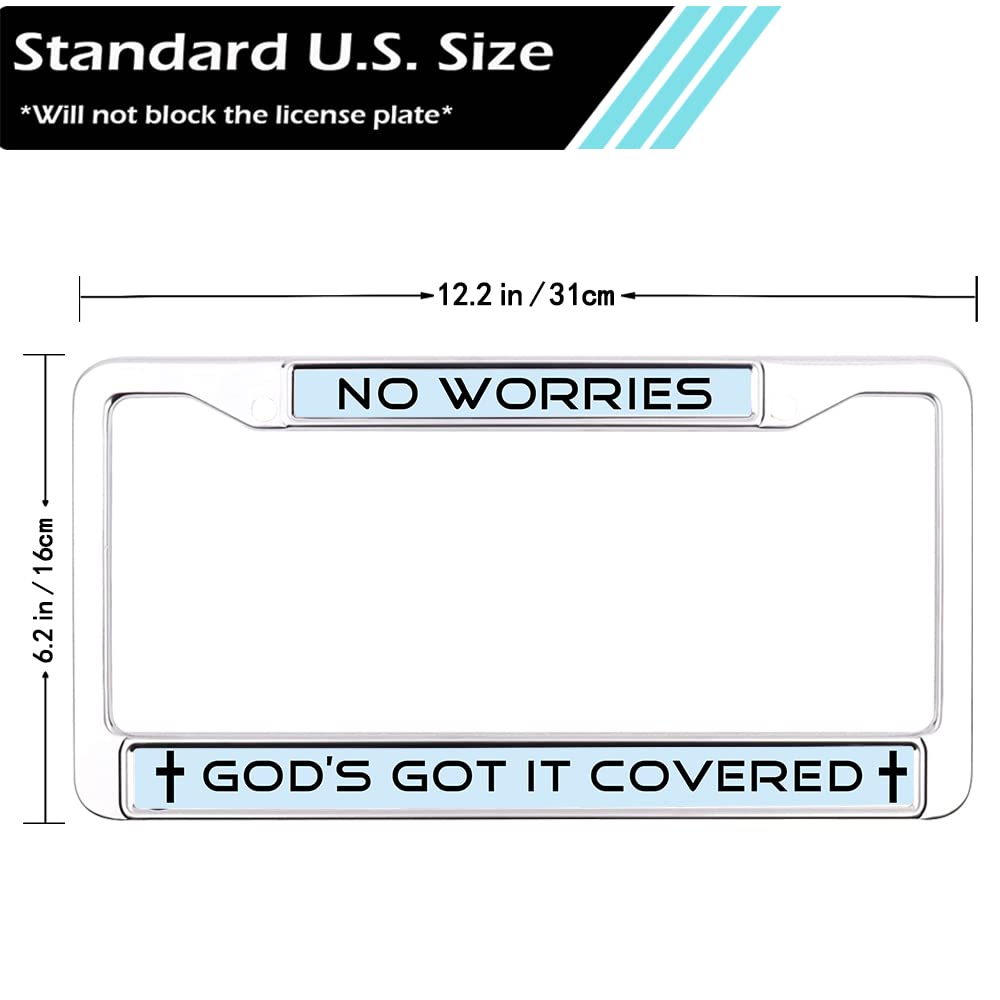 Standard U.S. Size
*Will not block the license plate*
12.2 in / 31cm
NO WORRIES
6.2 in / 16cm
GOD'S GOT IT COVERED